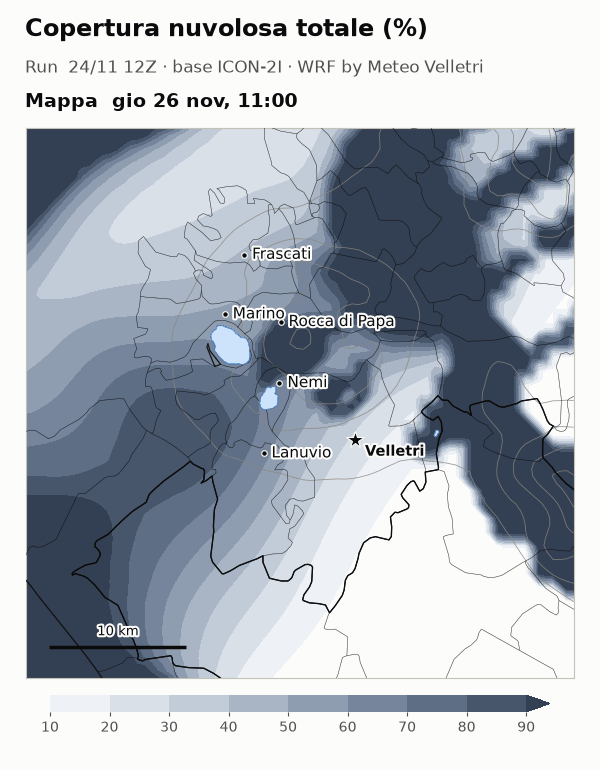 Copertura nuvolosa totale (%)
Run 24/11 12Z · base ICON-2I · WRF by Meteo Velletri
Mappa gio 26 nov, 11:00
Frascati
Marino
Rocca di Papa
Nemi
Velletri
Lanuvio
10 km
10 20 30 40 50 60 70 80 90